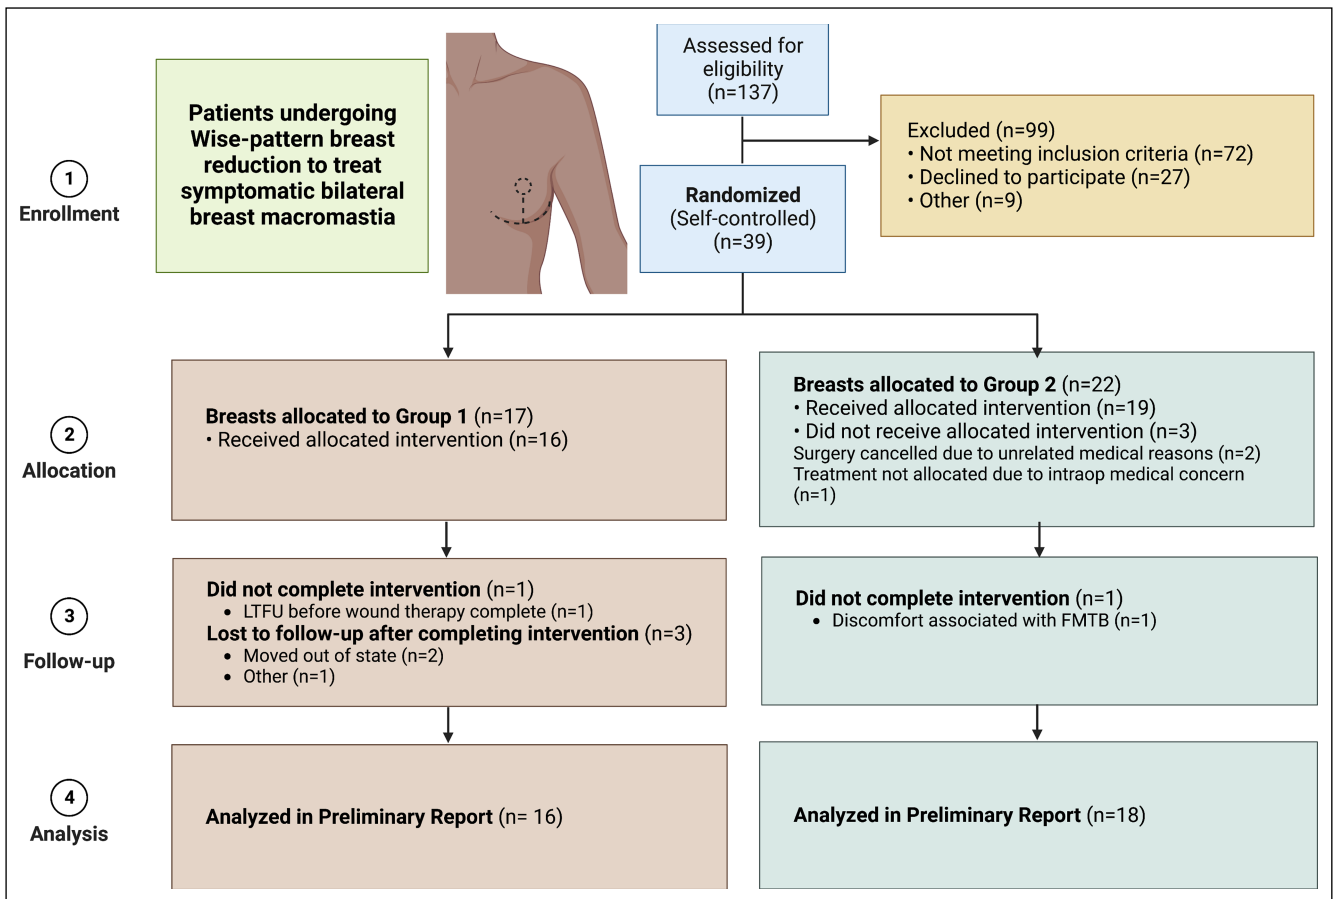 Assessed for
eligibility
(n=137)
Patients undergoing
Wise-pattern breast
reduction to treat
symptomatic bilateral
breast macromastia
Excluded (n=99)
• Not meeting inclusion criteria (n=72)
• Declined to participate (n=27)
• Other (n=9)
1
Enrollment
Randomized
(Self-controlled)
(n=39)
2
Allocation
Breasts allocated to Group 1 (n=17)
• Received allocated intervention (n=16)
Breasts allocated to Group 2 (n=22)
• Received allocated intervention (n=19)
• Did not receive allocated intervention (n=3)
Surgery cancelled due to unrelated medical reasons (n=2)
Treatment not allocated due to intraop medical concern
(n=1)
3
Follow-up
Did not complete intervention (n=1)
• LTFU before wound therapy complete (n=1)
Lost to follow-up after completing intervention (n=3)
• Moved out of state (n=2)
• Other (n=1)
Did not complete intervention (n=1)
• Discomfort associated with FMTB (n=1)
4
Analysis
Analyzed in Preliminary Report (n= 16)
Analyzed in Preliminary Report (n=18)